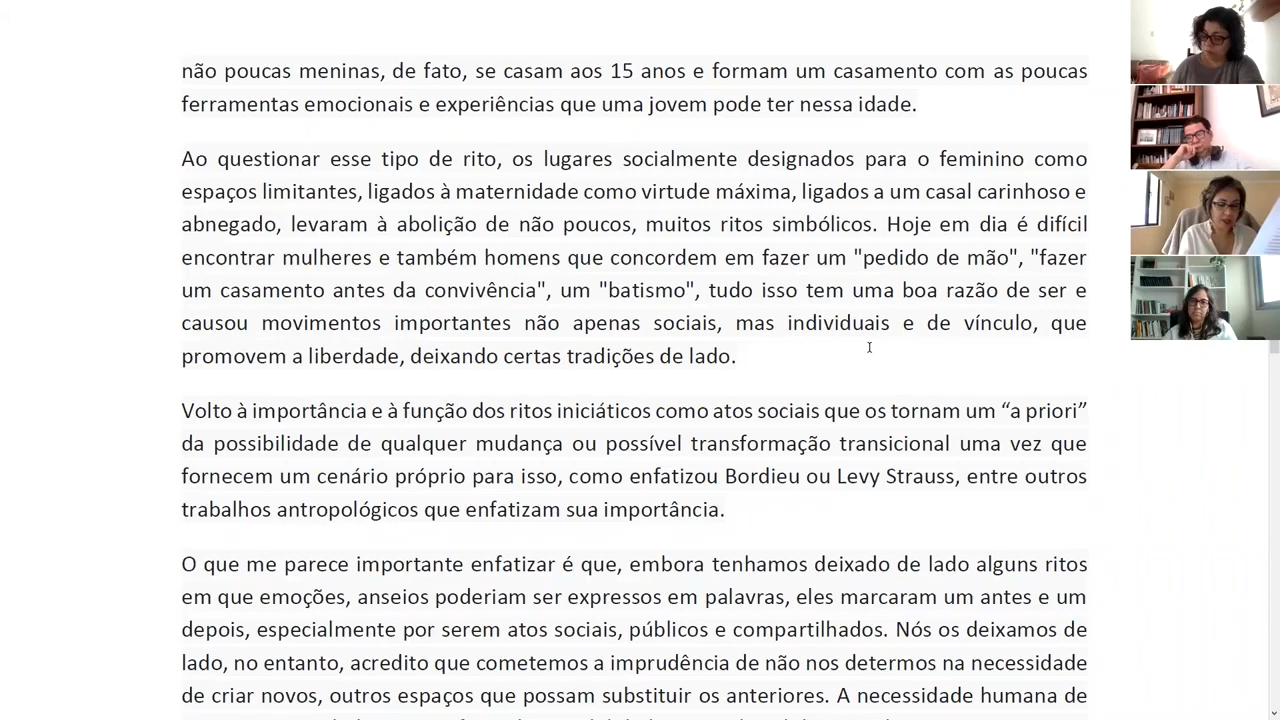 não poucas meninas, de fato, se casam aos 15 anos e formam um casamento com as poucas
ferramentas emocionais e experiências que uma jovem pode ter nessa idade.
Ao questionar esse tipo de rito, os lugares socialmente designados para o feminino como
espaços limitantes, ligados à maternidade como virtude máxima, ligados a um casal carinhoso e
abnegado, levaram à abolição de não poucos, muitos ritos simbólicos. Hoje em dia é difícil
encontrar mulheres e também homens que concordem em fazer um "pedido de mão", "fazer
um casamento antes da convivência", um "batismo", tudo isso tem uma boa razão de ser e
causou movimentos importantes não apenas sociais, mas individuais e de vínculo, que
promovem a liberdade, deixando certas tradições de lado.
Volto à importância e à função dos ritos iniciáticos como atos sociais que os tornam um “a priori”
da possibilidade de qualquer mudança ou possível transformação transicional uma vez que
fornecem um cenário próprio para isso, como enfatizou Bordieu ou Levy Strauss, entre outros
trabalhos antropológicos que enfatizam sua importância.
O que me parece importante enfatizar é que, embora tenhamos deixado de lado alguns ritos
em que emoções, anseios poderiam ser expressos em palavras, eles marcaram um antes e um
depois, especialmente por serem atos sociais, públicos e compartilhados. Nós os deixamos de
lado, no entanto, acredito que cometemos a imprudência de não nos determos na necessidade
de criar novos, outros espaços que possam substituir os anteriores. A necessidade humana de